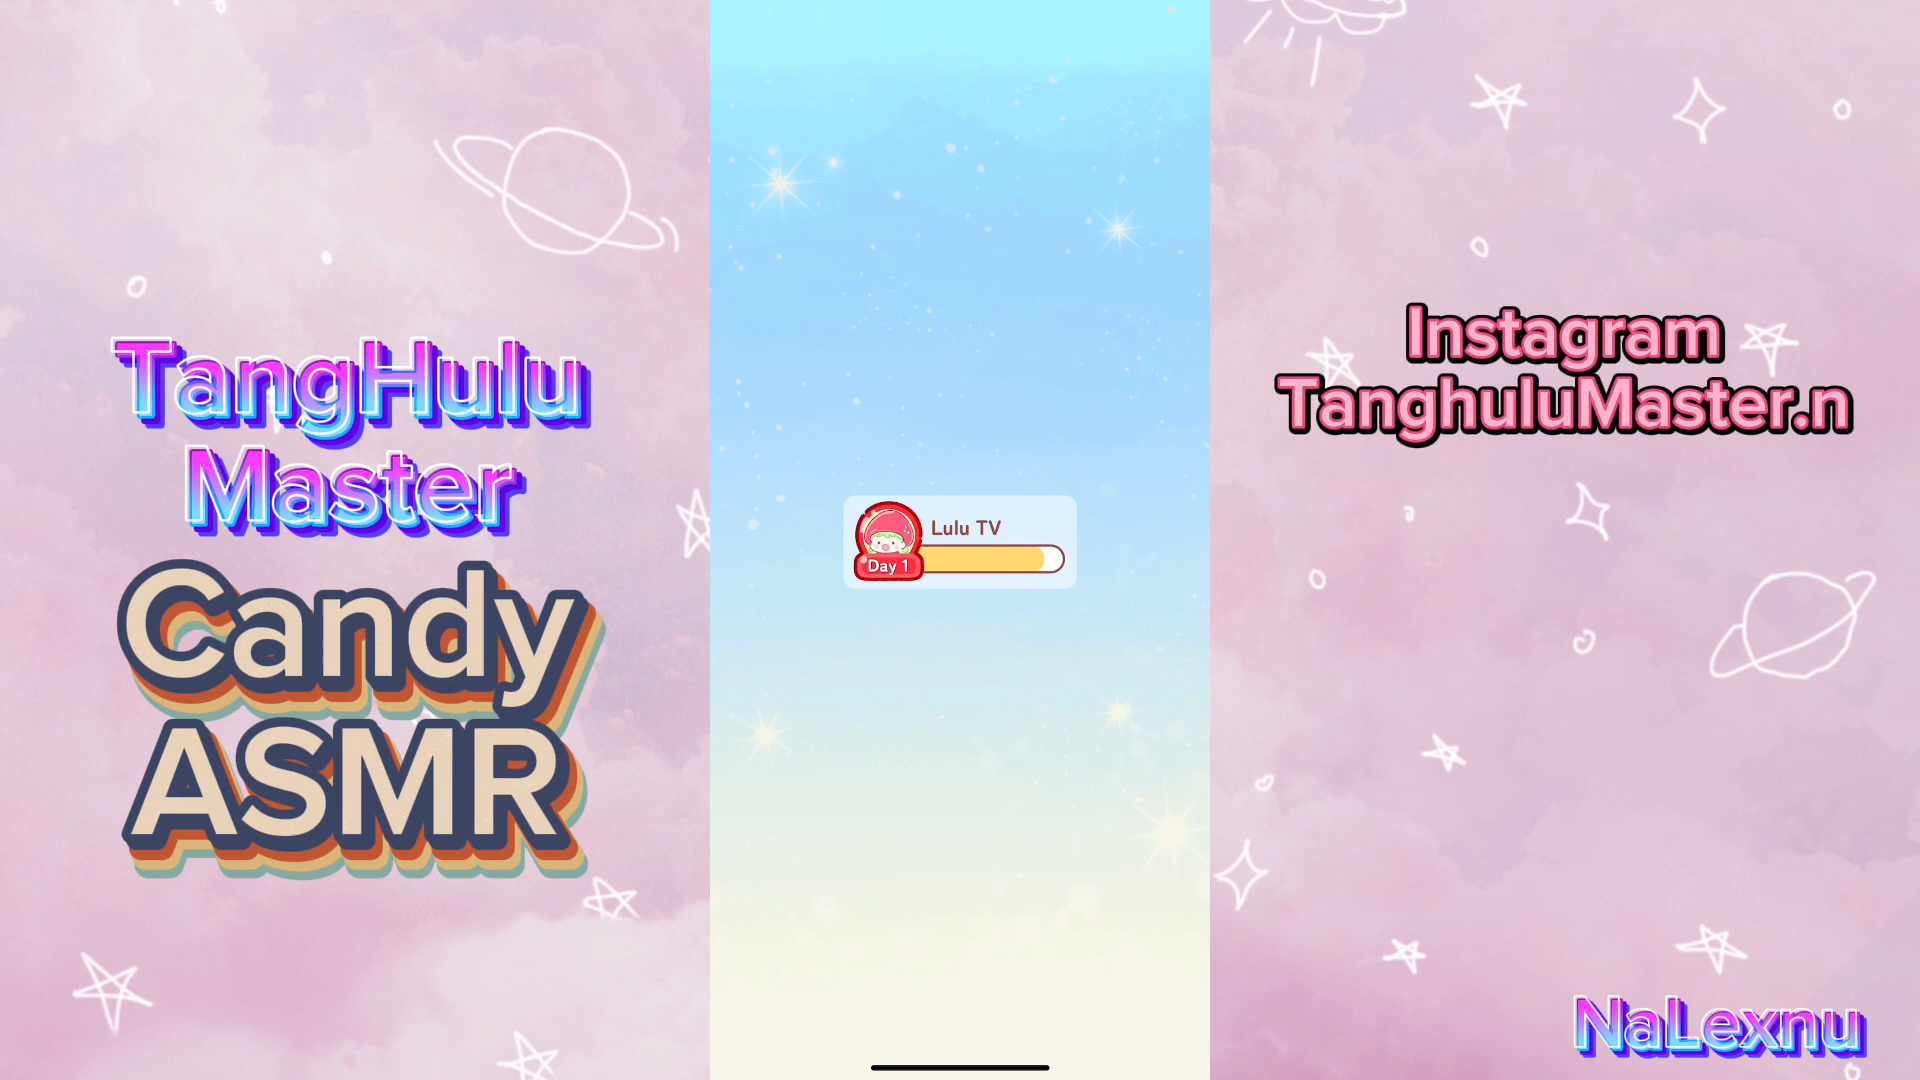 TangHulu
Master
Candy
ASMR
Lulu TV
Day 1
Instagram
TanghuluMaster.n
NaLexnu